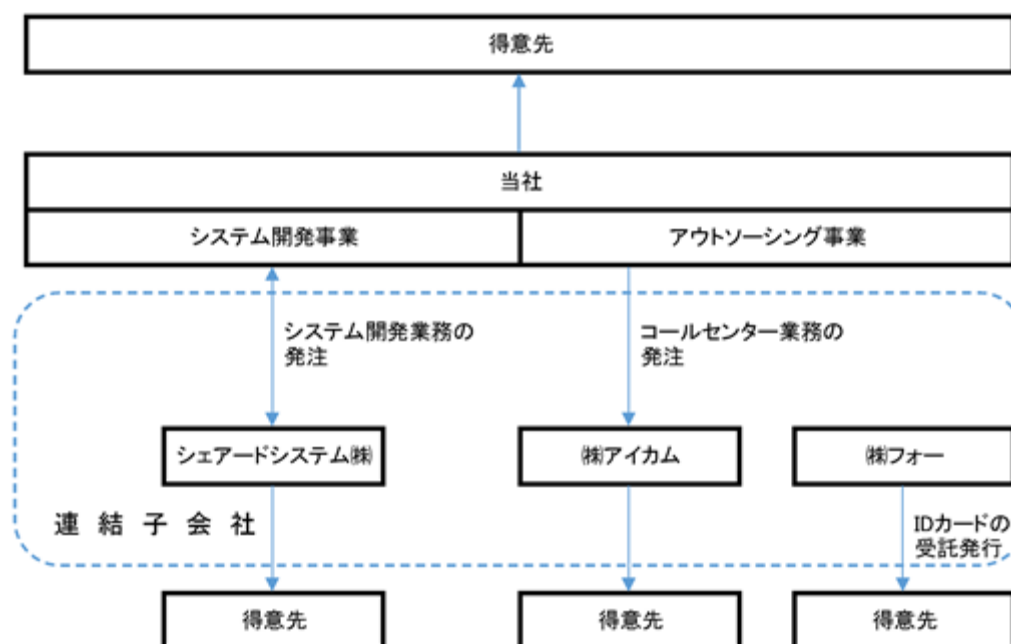 得意先
当社
システム開発事業
アウトソーシング事業
システム開発業務の
発注
コールセンター業務の
発注
シェアードシステム㈱
㈱アイカム
㈱フォー
連結子会社
IDカードの
受託発行
得意先
得意先
得意先